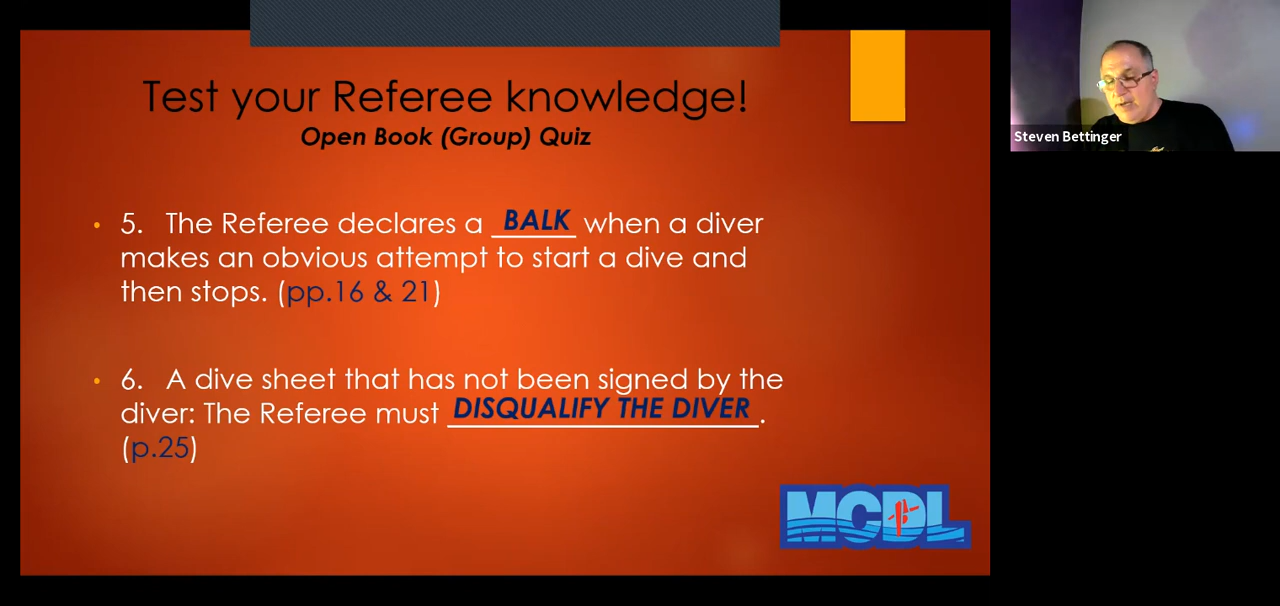 Test your Referee knowledge!
Open Book (Group) Quiz
Steven Bettinger
• 5. The Referee declares a BALK when a diver
makes an obvious attempt to start a dive and
then stops. (pp.16 & 21)
• 6. A dive sheet that has not been signed by the
diver: The Referee must DISQUALIFY THE DIVER.
(p.25)
MCDL